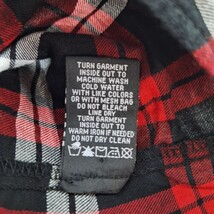 TURN GARMENT
INSIDE OUT TO
MACHINE WASH
COLD WATER
WITH LIKE COLORS
OR WITH MESH BAG
DO NOT BLEACH
LINE DRY
TURN GARMENT
INSIDE OUT TO
WARM IRON IF NEEDED
DO NOT DRY CLEAN